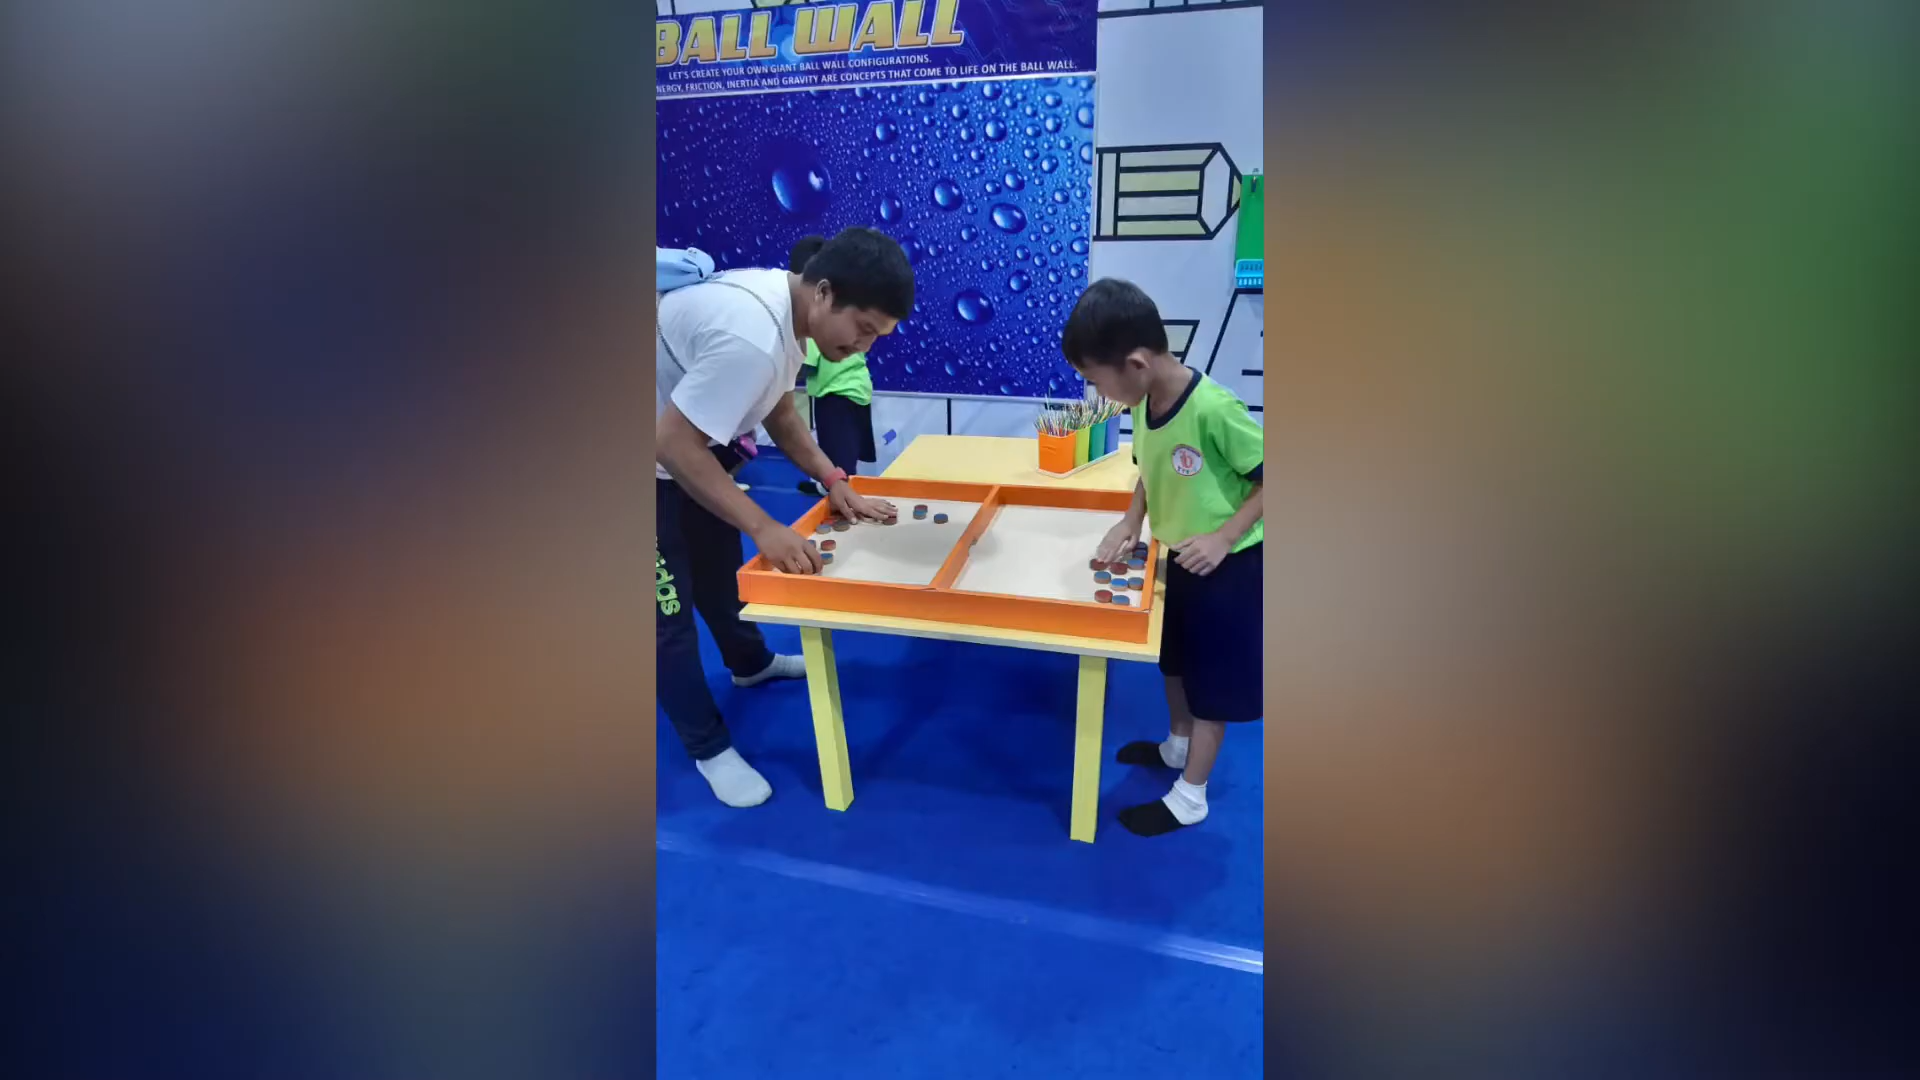 BALL WALL
LET'S CREATE YOUR OWN GIANT BALL WALL CONFIGURATIONS.
NERGY, FRICTION, INERTIA AND GRAVITY ARE CONCEPTS THAT COME TO LIFE ON THE BALL WALL.
idas